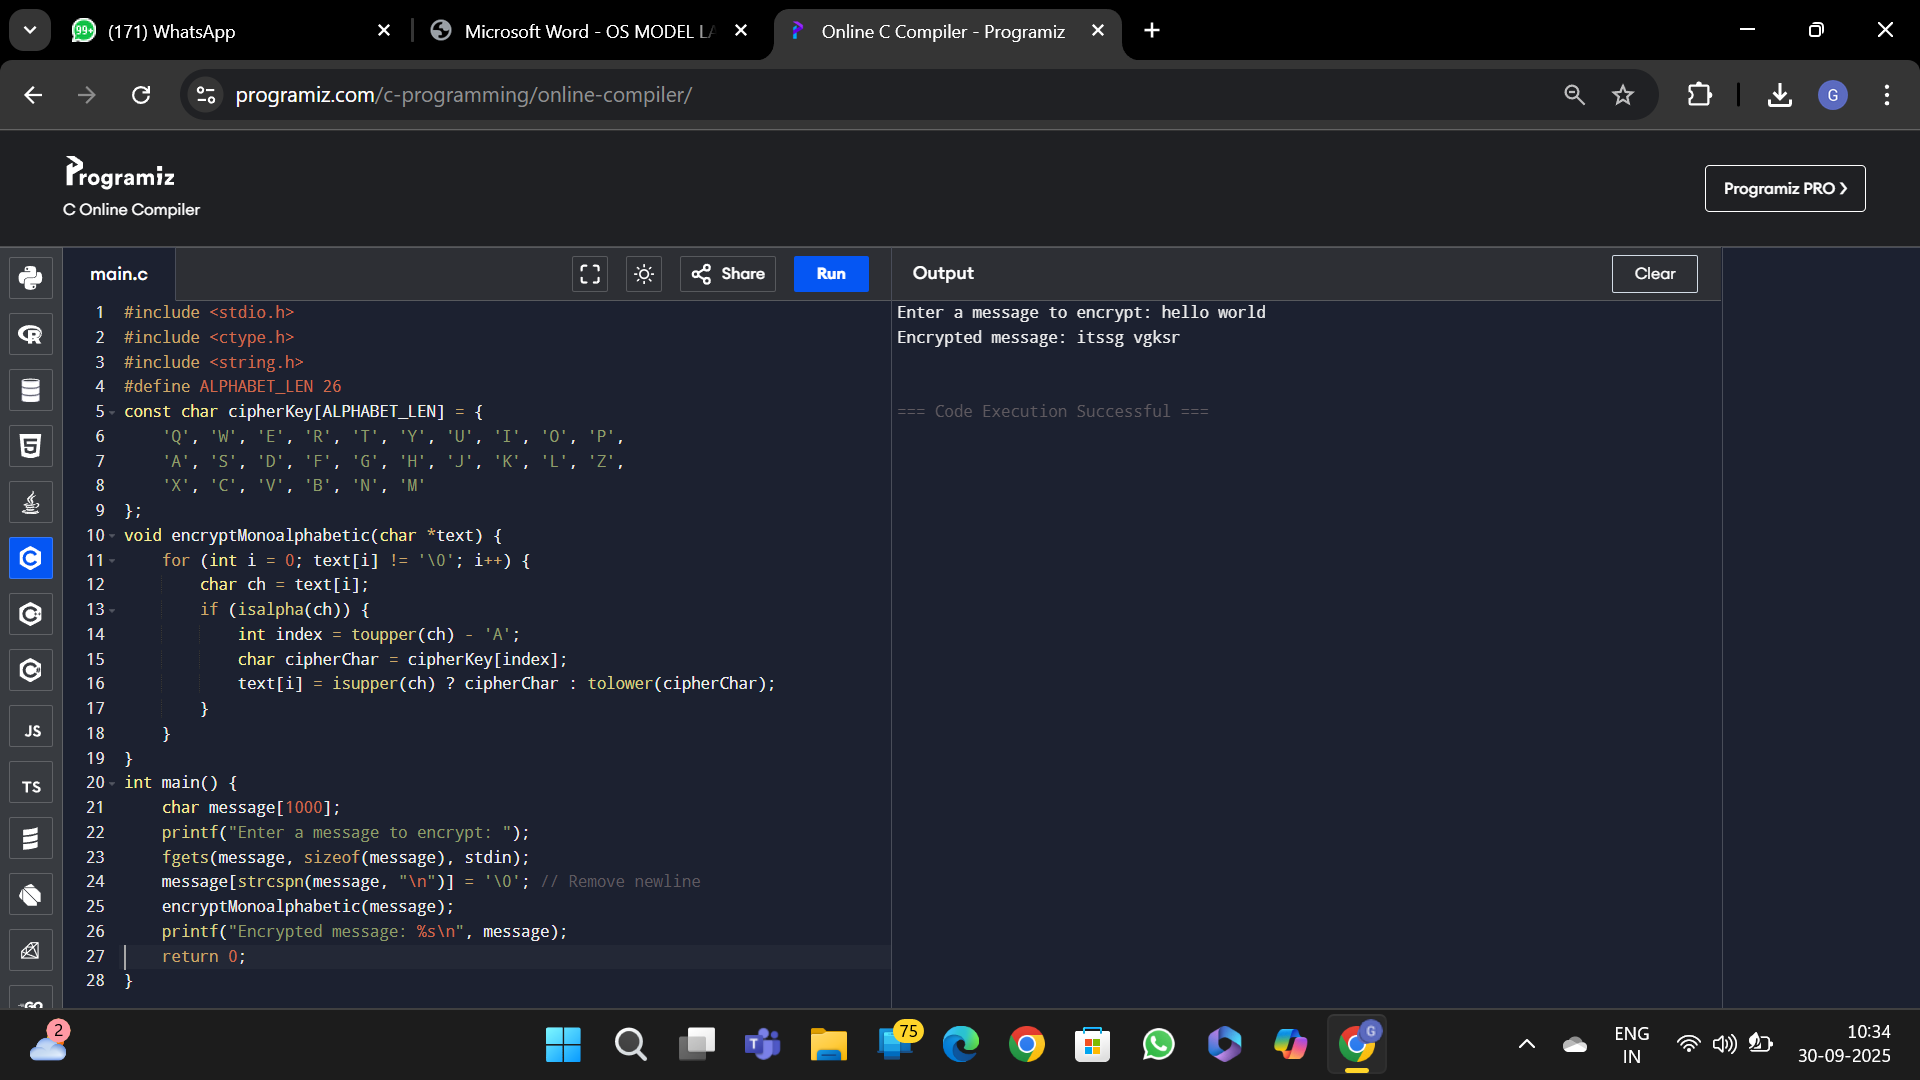 99+ (171) WhatsApp
Microsoft Word - OS MODEL LA
Online C Compiler - Programiz
programiz.com/c-programming/online-compiler/
G
Programiz
C Online Compiler
Programiz PRO
main.c
Share
Run
Output
Clear
1 #include <stdio.h>
2 #include <ctype.h>
3 #include <string.h>
4 #define ALPHABET_LEN 26
5 const char cipherKey[ALPHABET_LEN] = {
6 'Q', 'W', 'E', 'R', 'T', 'Y', 'U', 'I', 'O', 'P',
7 'A', 'S', 'D', 'F', 'G', 'H', 'J', 'K', 'L', 'Z',
8 'X', 'C', 'V', 'B', 'N', 'M'
9 };
10 void encryptMonoalphabetic(char *text) {
11 for (int i = 0; text[i] != '\0'; i++) {
12 char ch = text[i];
13 if (isalpha(ch)) {
14 int index = toupper(ch) - 'A';
15 char cipherChar = cipherKey[index];
16 text[i] = isupper(ch) ? cipherChar : tolower(cipherChar);
17 }
18 }
19 }
20 int main() {
21 char message[1000];
22 printf("Enter a message to encrypt: ");
23 fgets(message, sizeof(message), stdin);
24 message[strcspn(message, "\n")] = '\0'; // Remove newline
25 encryptMonoalphabetic(message);
26 printf("Encrypted message: %s\n", message);
27 return 0;
28 }
Enter a message to encrypt: hello world
Encrypted message: itssg vgksr
=== Code Execution Successful ===
R
5
C
C
C
JS
TS
GO
2
T
75
G
ENG
IN
10:34
30-09-2025